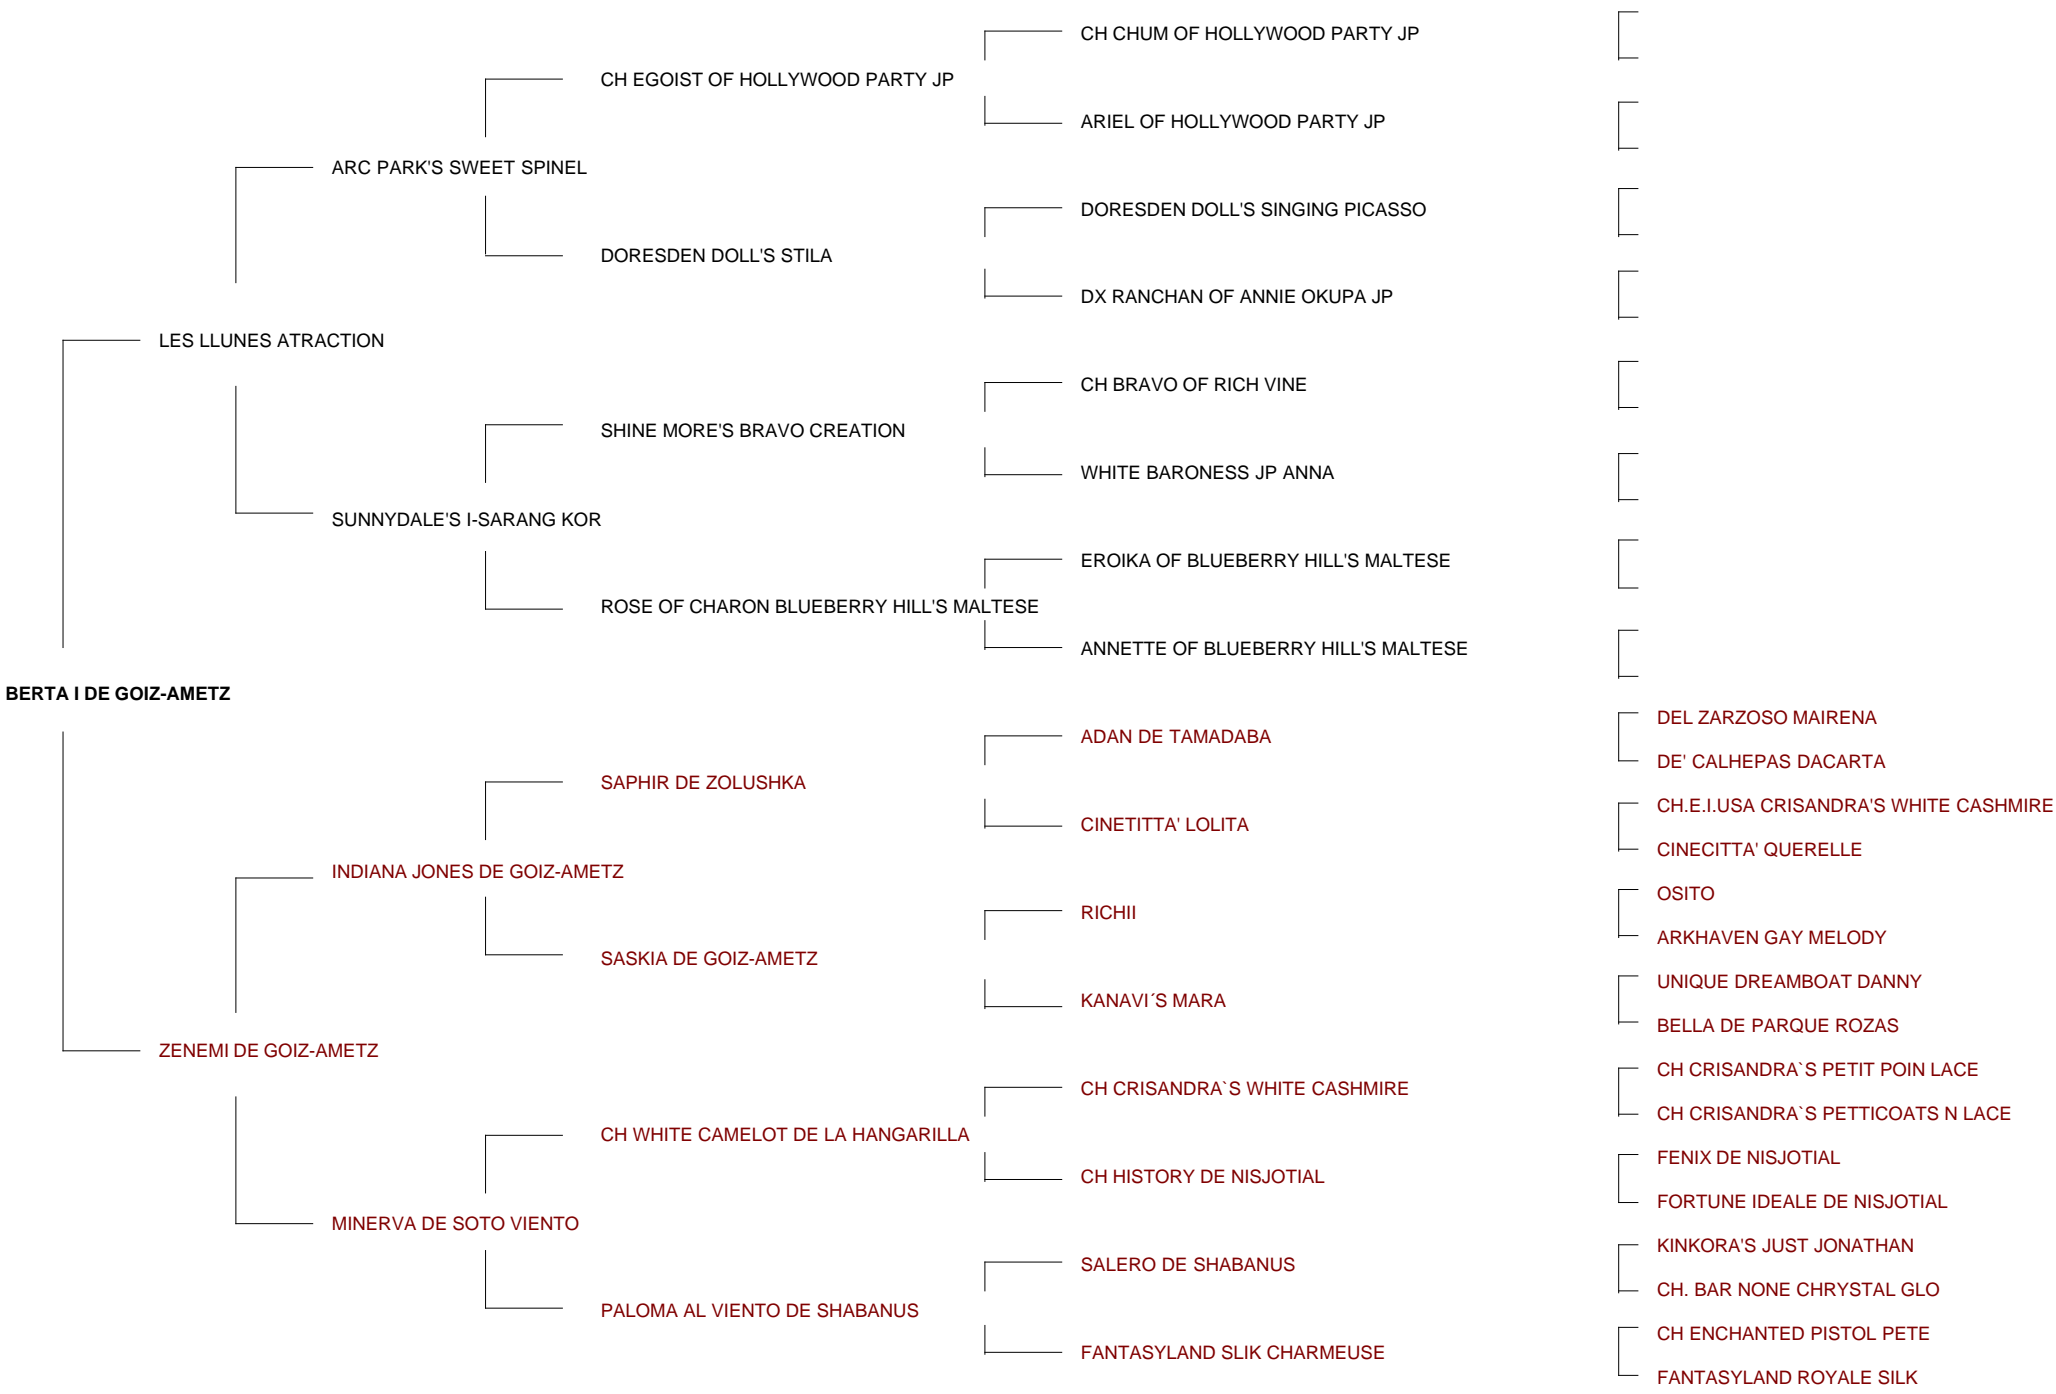 CH CHUM OF HOLLYWOOD PARTY JP
CH EGOIST OF HOLLYWOOD PARTY JP
ARIEL OF HOLLYWOOD PARTY JP
ARC PARK'S SWEET SPINEL
DORESDEN DOLL'S SINGING PICASSO
DORESDEN DOLL'S STILA
DX RANCHAN OF ANNIE OKUPA JP
LES LLUNES ATRACTION
CH BRAVO OF RICH VINE
SHINE MORE'S BRAVO CREATION
WHITE BARONESS JP ANNA
SUNNYDALE'S I-SARANG KOR
EROIKA OF BLUEBERRY HILL'S MALTESE
ROSE OF CHARON BLUEBERRY HILL'S MALTESE
ANNETTE OF BLUEBERRY HILL'S MALTESE
BERTA I DE GOIZ-AMETZ
DEL ZARZOSO MAIRENA
ADAN DE TAMADABA
DE' CALHEPAS DACARTA
SAPHIR DE ZOLUSHKA
CH.E.I.USA CRISANDRA'S WHITE CASHMIRE
CINETITTA' LOLITA
CINECITTA' QUERELLE
INDIANA JONES DE GOIZ-AMETZ
OSITO
RICHII
ARKHAVEN GAY MELODY
SASKIA DE GOIZ-AMETZ
UNIQUE DREAMBOAT DANNY
KANAVI´S MARA
BELLA DE PARQUE ROZAS
ZENEMI DE GOIZ-AMETZ
CH CRISANDRA`S PETIT POIN LACE
CH CRISANDRA`S WHITE CASHMIRE
CH CRISANDRA`S PETTICOATS N LACE
CH WHITE CAMELOT DE LA HANGARILLA
FENIX DE NISJOTIAL
CH HISTORY DE NISJOTIAL
FORTUNE IDEALE DE NISJOTIAL
MINERVA DE SOTO VIENTO
KINKORA'S JUST JONATHAN
SALERO DE SHABANUS
CH. BAR NONE CHRYSTAL GLO
PALOMA AL VIENTO DE SHABANUS
CH ENCHANTED PISTOL PETE
FANTASYLAND SLIK CHARMEUSE
FANTASYLAND ROYALE SILK